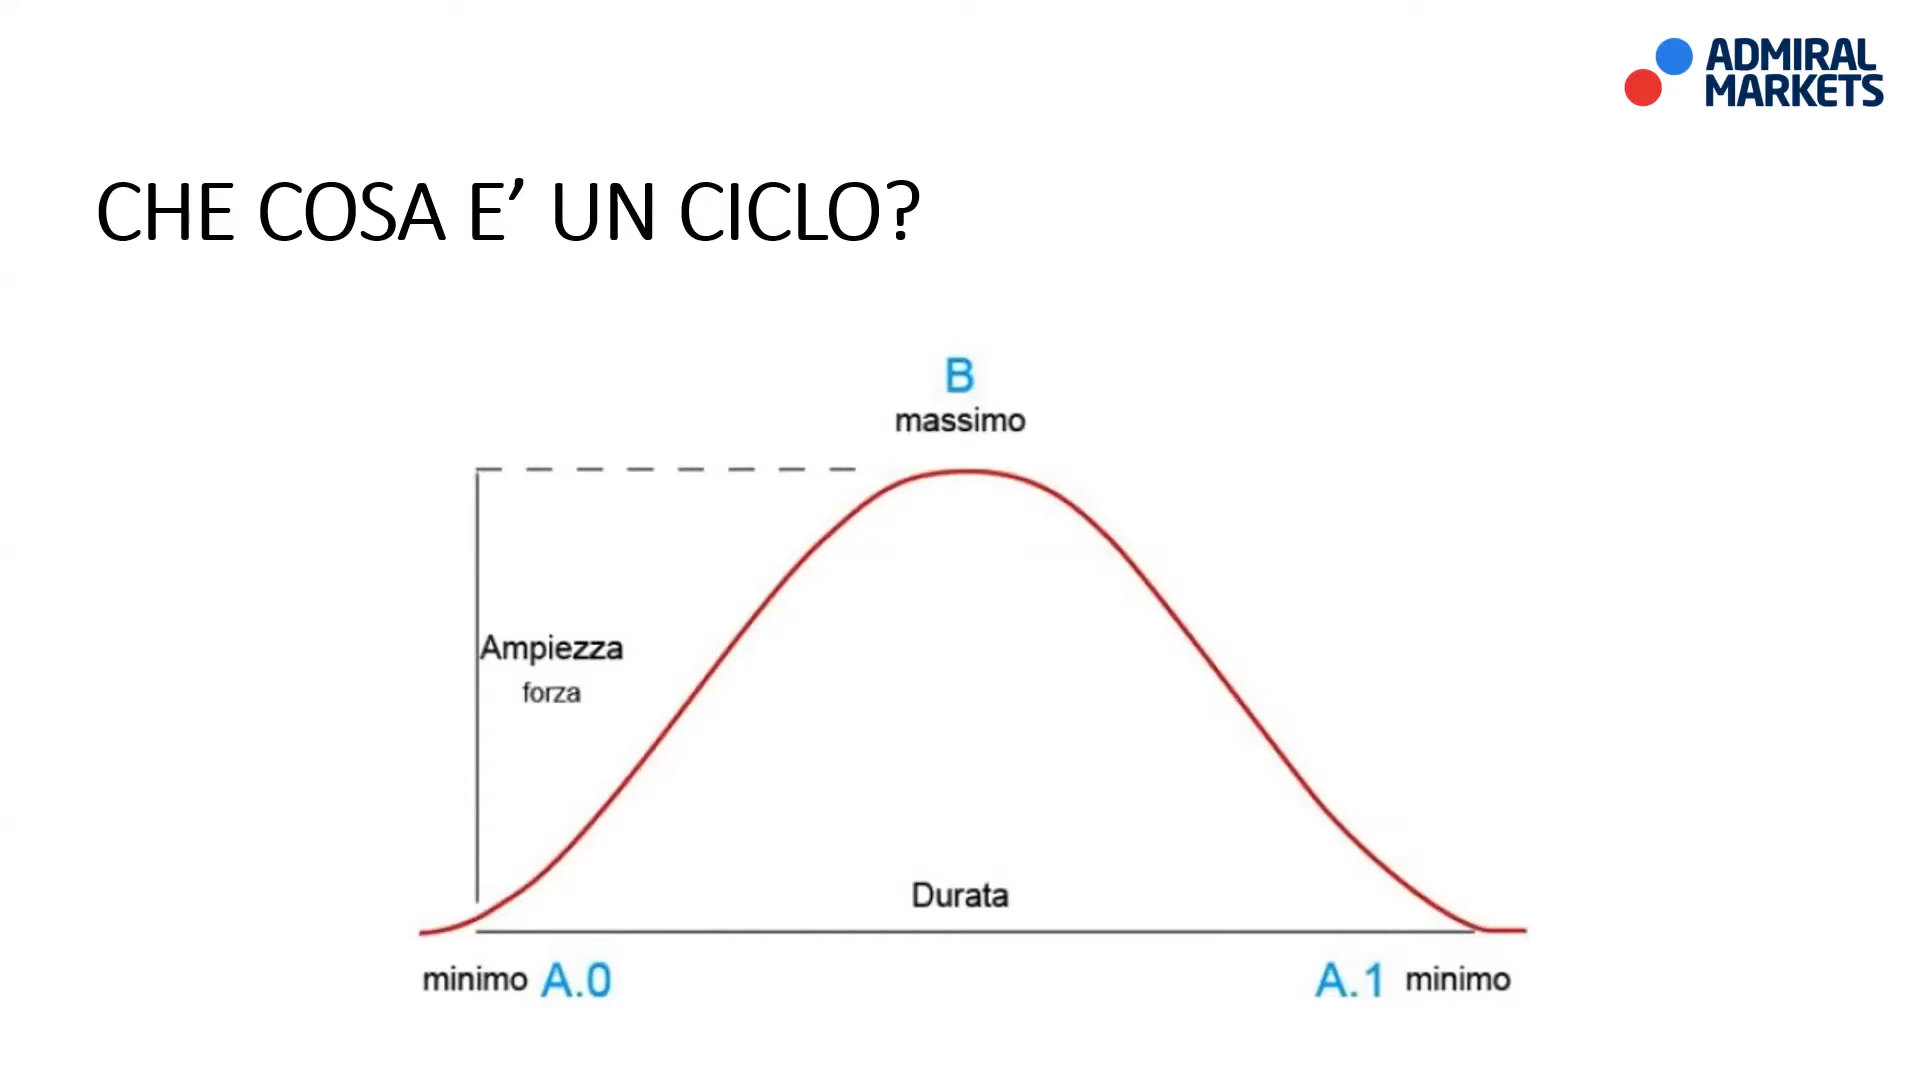 ADMIRAL
MARKETS
CHE COSA E’ UN CICLO?
B
massimo
Ampiezza
forza
Durata
minimo A.0
A.1 minimo